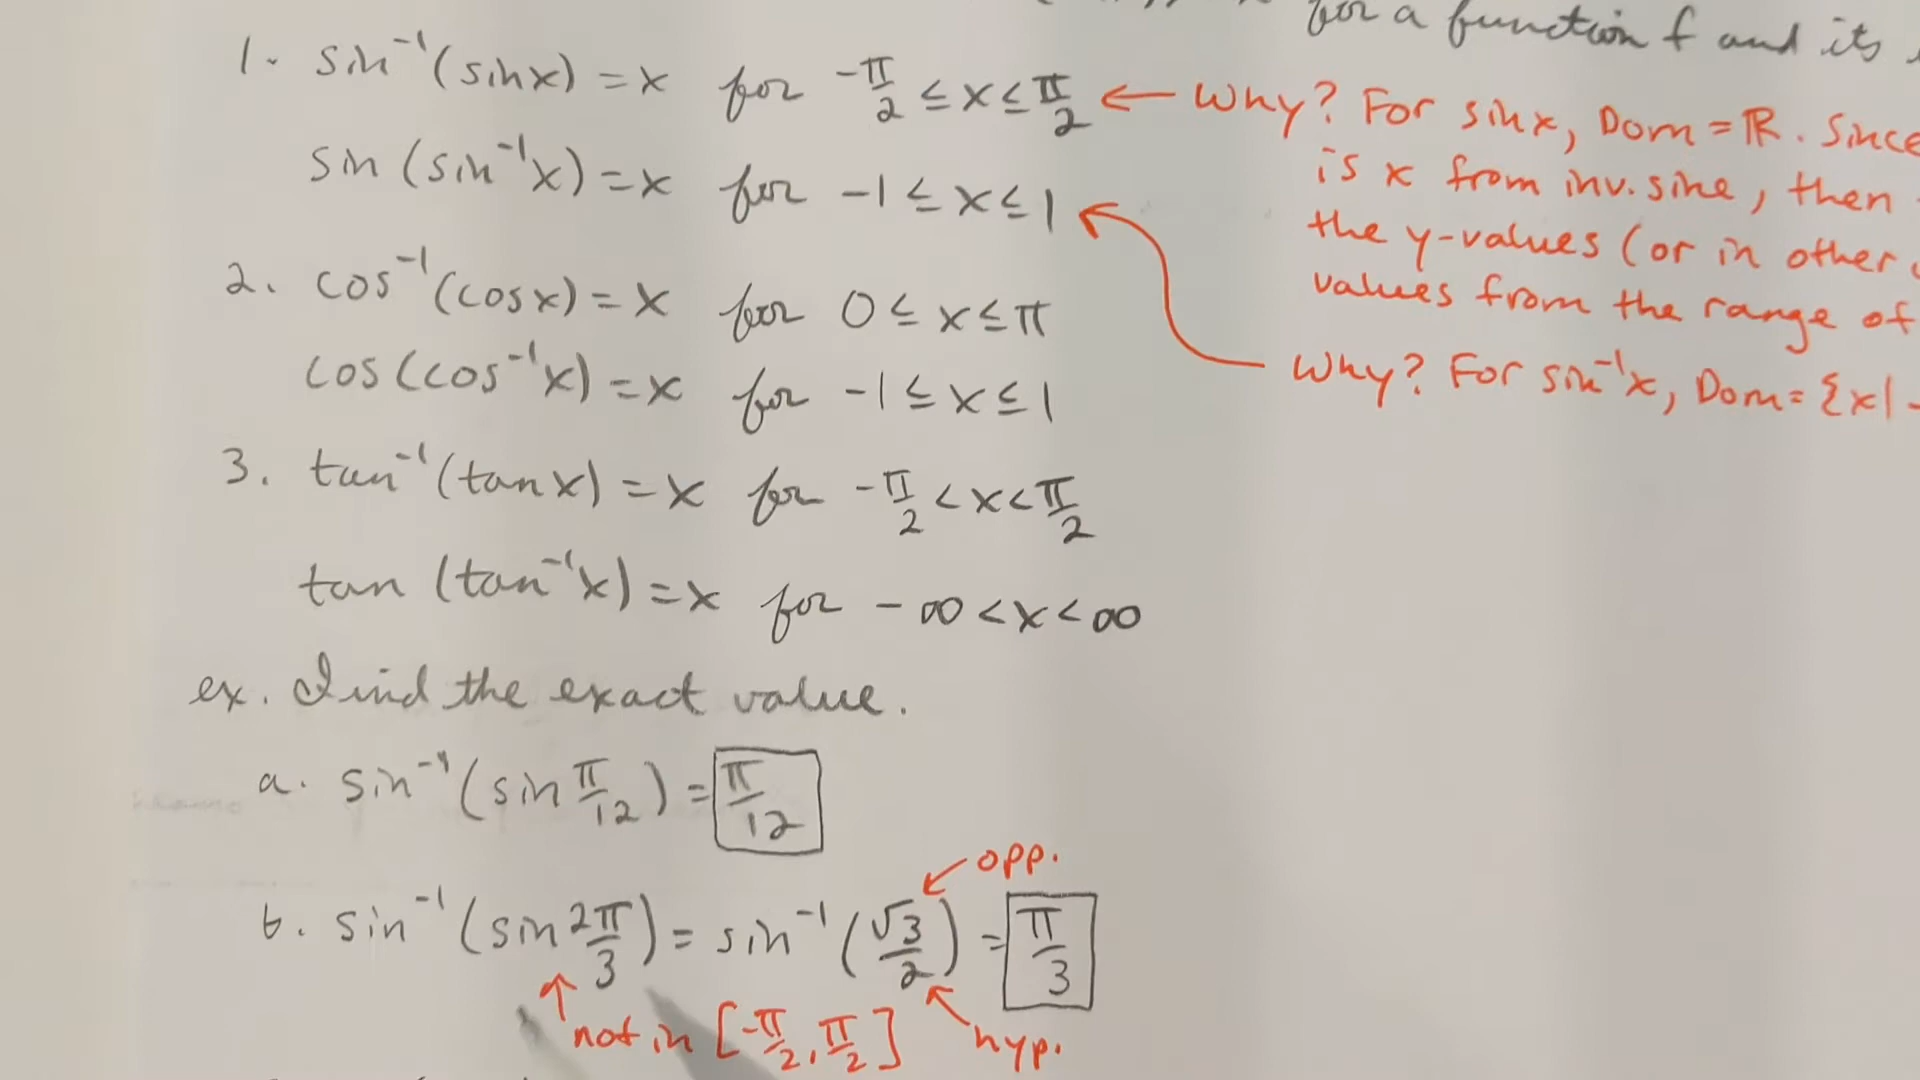 for a function f and its
1. sin⁻¹(sinx) = x for -π/2 ≤ x ≤ π/2 ← Why? For sinx, Dom = ℝ. Since
is x from inv. sine, then
sin(sin⁻¹x) = x for -1 ≤ x ≤ 1
the y-values (or in other
values from the range of
2. cos⁻¹(cosx) = x for 0 ≤ x ≤ π
Why? For sin⁻¹x, Dom = {x| -
cos(cos⁻¹x) = x for -1 ≤ x ≤ 1
3. tan⁻¹(tanx) = x for -π/2 < x < π/2
tan(tan⁻¹x) = x for -∞ < x < ∞
ex. Find the exact value.
a. sin⁻¹(sin π/12) = π/12
opp.
b. sin⁻¹(sin 2π/3) = sin⁻¹(√3/2) = π/3
not in [-π/2, π/2]
hyp.